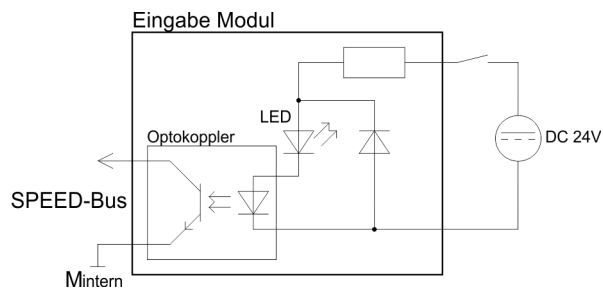 Eingabe Modul
LED
Optokoppler
DC 24V
SPEED-Bus
Mintern